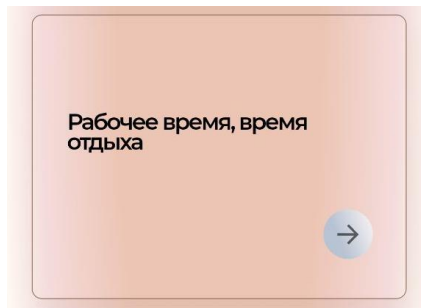 Рабочее время, время
отдыха